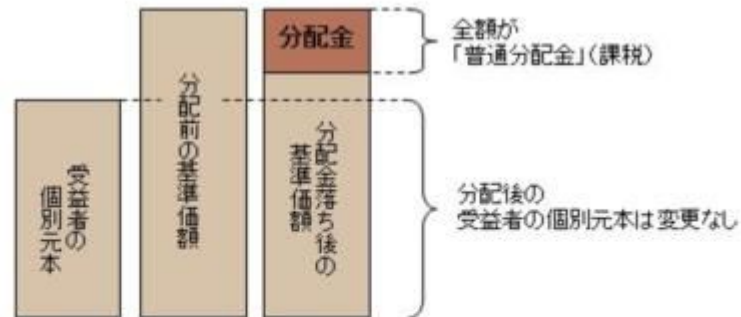 受益者の
個別元本
分配前の基準価額
分配金
分配金落ち後の
基準価額
全額が
「普通分配金」(課税)
分配後の
受益者の個別元本は変更なし